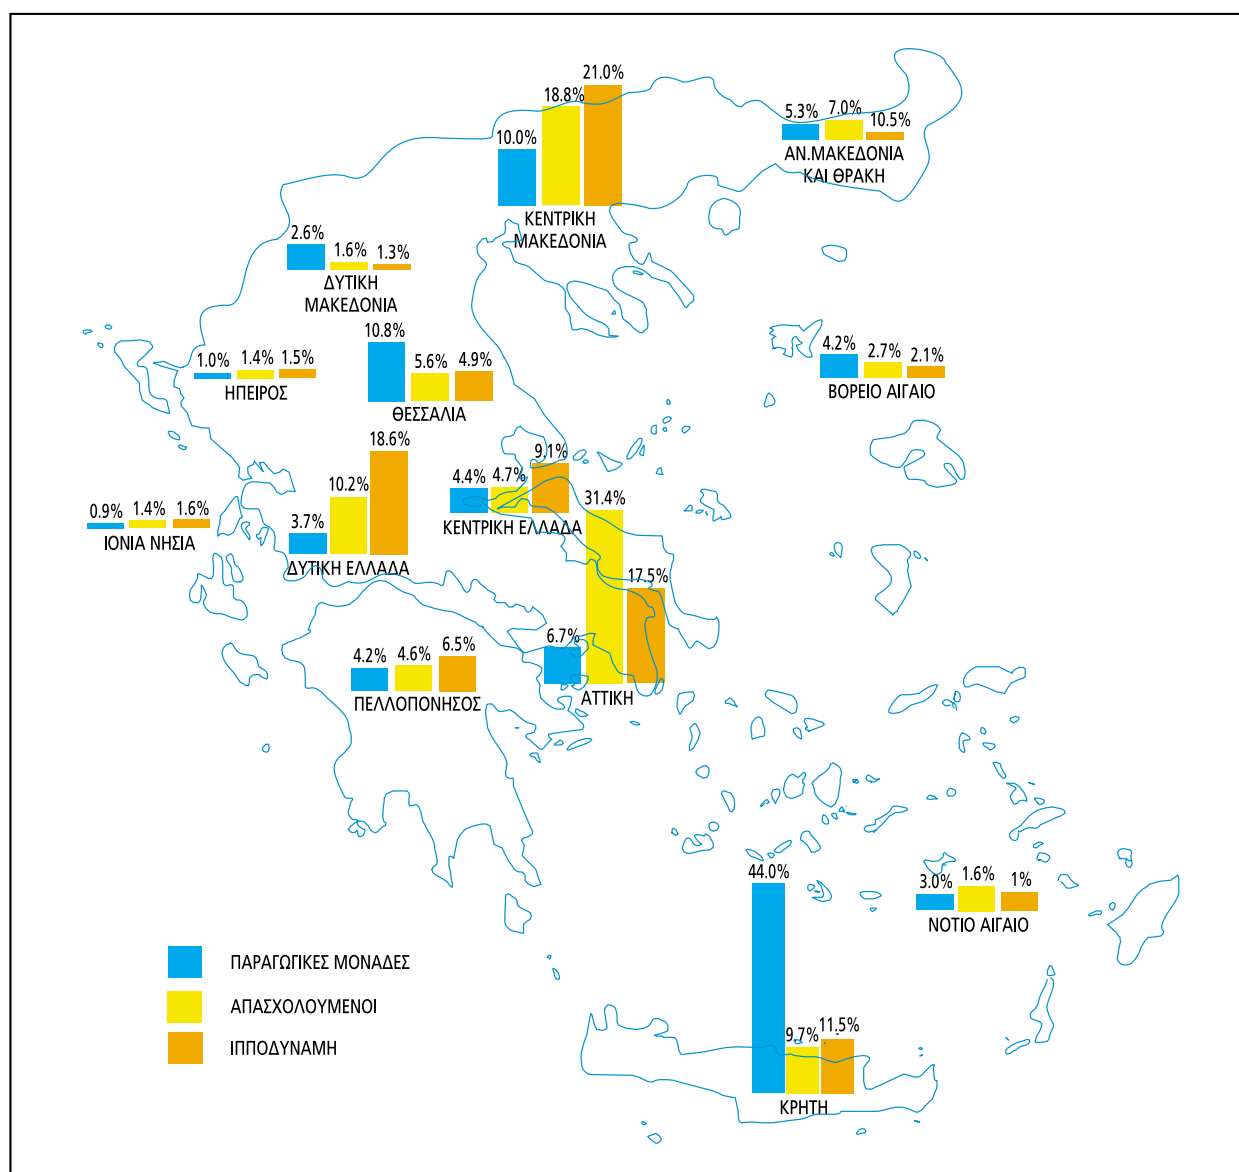 21.0%
18.8%
10.0%
ΚΕΝΤΡΙΚΗ
ΜΑΚΕΔΟΝΙΑ
5.3% 7.0%
10.5%
ΑΝ.ΜΑΚΕΔΟΝΙΑ
ΚΑΙ ΘΡΑΚΗ
2.6%
1.6% 1.3%
ΔΥΤΙΚΗ
ΜΑΚΕΔΟΝΙΑ
1.0% 1.4% 1.5%
ΗΠΕΙΡΟΣ
10.8%
5.6% 4.9%
ΘΕΣΣΑΛΙΑ
4.2% 2.7% 2.1%
ΒΟΡΕΙΟ ΑΙΓΑΙΟ
18.6%
10.2%
3.7%
ΔΥΤΙΚΗ ΕΛΛΑΔΑ
9.1%
4.4% 4.7%
ΚΕΝΤΡΙΚΗ ΕΛΛΑΔΑ
0.9% 1.4% 1.6%
ΙΟΝΙΑ ΝΗΣΙΑ
31.4%
17.5%
6.7%
ΑΤΤΙΚΗ
4.2% 4.6% 6.5%
ΠΕΛΛΟΠΟΝΗΣΟΣ
44.0%
9.7% 11.5%
ΚΡΗΤΗ
3.0% 1.6% 1%
ΝΟΤΙΟ ΑΙΓΑΙΟ
ΠΑΡΑΓΩΓΙΚΕΣ ΜΟΝΑΔΕΣ
ΑΠΑΣΧΟΛΟΥΜΕΝΟΙ
ΙΠΠΟΔΥΝΑΜΗ